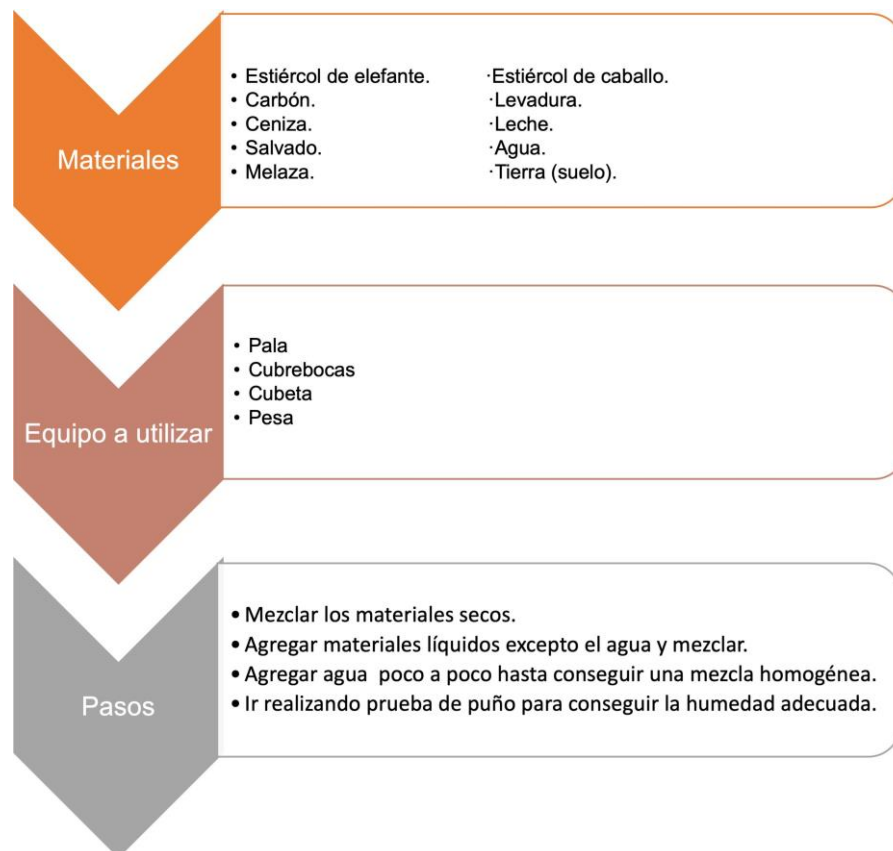 Materiales
• Estiércol de elefante.
• Carbón.
• Ceniza.
• Salvado.
• Melaza.
·Estiércol de caballo.
·Levadura.
·Leche.
·Agua.
·Tierra (suelo).
Equipo a utilizar
• Pala
• Cubrebocas
• Cubeta
• Pesa
Pasos
• Mezclar los materiales secos.
• Agregar materiales líquidos excepto el agua y mezclar.
• Agregar agua  poco a poco hasta conseguir una mezcla homogénea.
• Ir realizando prueba de puño para conseguir la humedad adecuada.